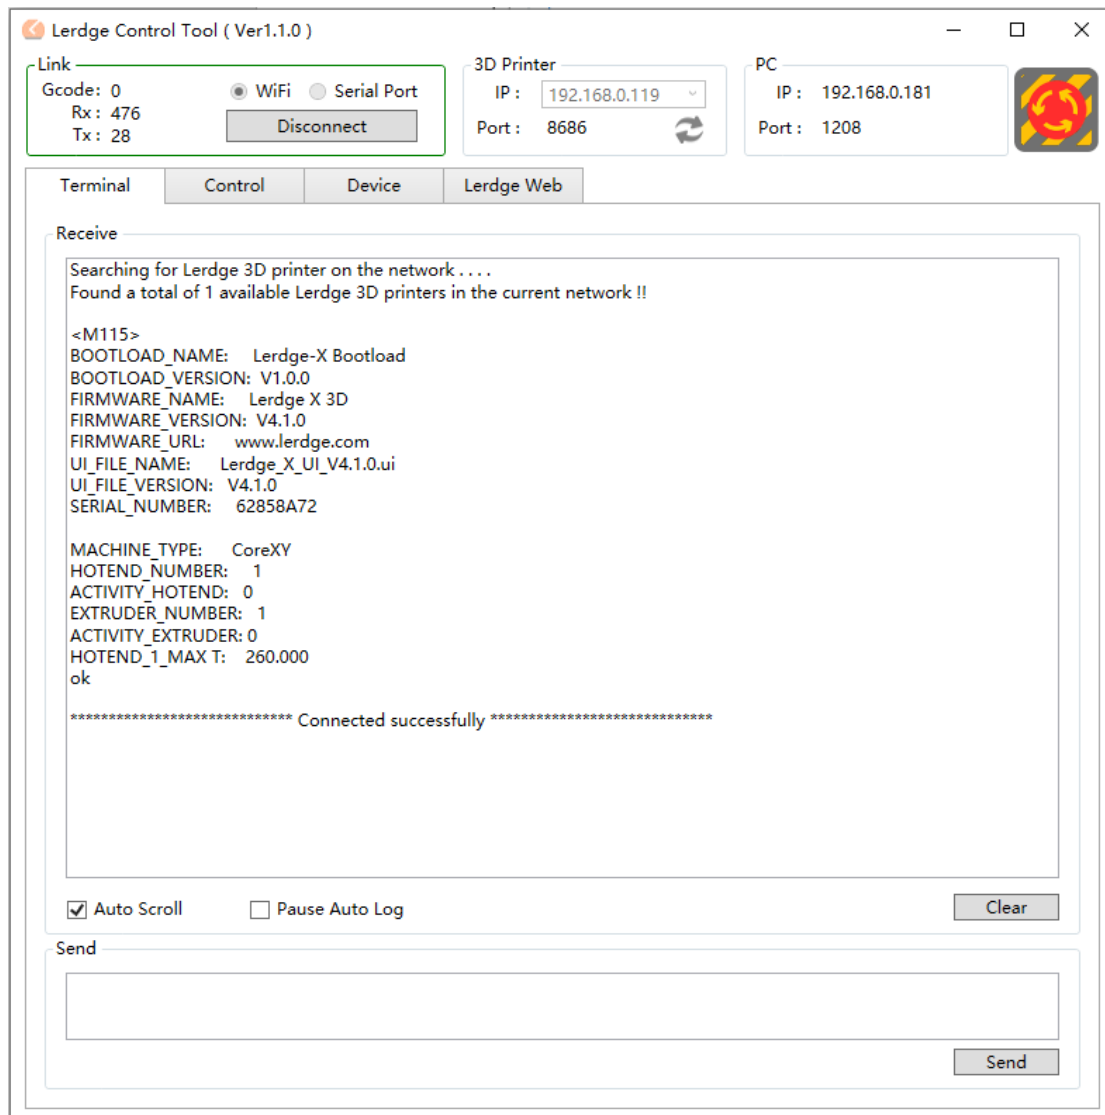 Lerdge Control Tool ( Ver1.1.0 )
Link
Gcode: 0
Rx : 476
Tx : 28
WiFi
Serial Port
Disconnect
3D Printer
IP : 192.168.0.119
Port : 8686
PC
IP : 192.168.0.181
Port : 1208
Terminal
Control
Device
Lerdge Web
Receive
Searching for Lerdge 3D printer on the network . . . .
Found a total of 1 available Lerdge 3D printers in the current network !!
<M115>
BOOTLOAD_NAME: Lerdge-X Bootload
BOOTLOAD_VERSION: V1.0.0
FIRMWARE_NAME: Lerdge X 3D
FIRMWARE_VERSION: V4.1.0
FIRMWARE_URL: www.lerdge.com
UI_FILE_NAME: Lerdge_X_UI_V4.1.0.ui
UI_FILE_VERSION: V4.1.0
SERIAL_NUMBER: 62858A72
MACHINE_TYPE: CoreXY
HOTEND_NUMBER: 1
ACTIVITY_HOTEND: 0
EXTRUDER_NUMBER: 1
ACTIVITY_EXTRUDER: 0
HOTEND_1_MAX T: 260.000
ok
***************************** Connected successfully *****************************
Auto Scroll
Pause Auto Log
Clear
Send
Send